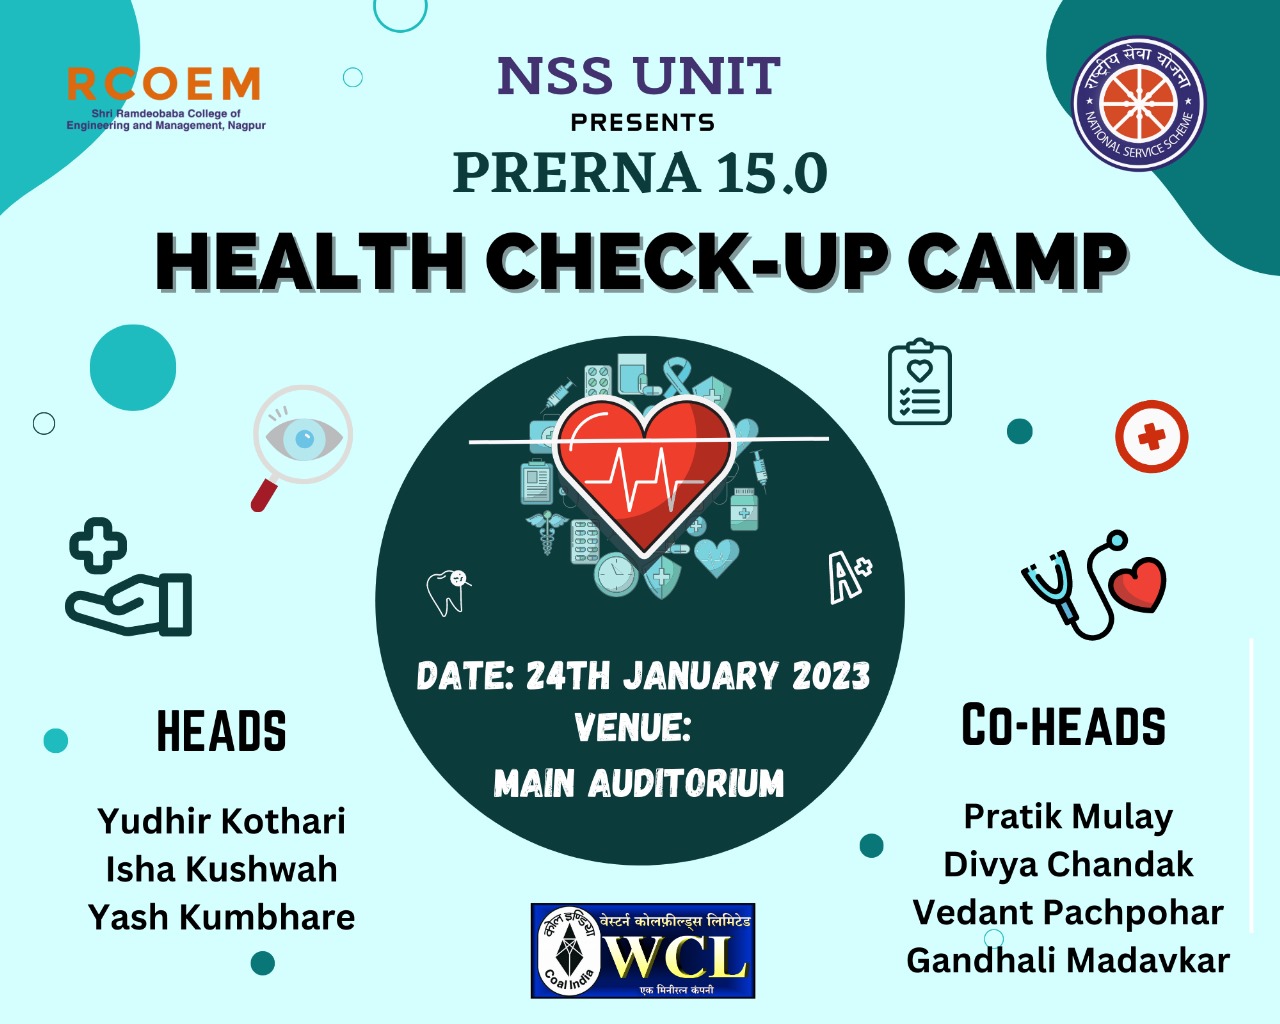 RCOEM
Shri Ramdeobaba College of
Engineering and Management, Nagpur
NSS UNIT
PRESENTS
PRERNA 15.0
राष्ट्रीय सेवा योजना
NATIONAL SERVICE SCHEME
HEALTH CHECK-UP CAMP
A+
DATE: 24TH JANUARY 2023
VENUE:
MAIN AUDITORIUM
HEADS
Yudhir Kothari
Isha Kushwah
Yash Kumbhare
CO-HEADS
Pratik Mulay
Divya Chandak
Vedant Pachpohar
Gandhali Madavkar
कोल इण्डिया
Coal India
वेस्टर्न कोलफ़ील्ड्स लिमिटेड
WCL
एक मिनीरत्न कंपनी